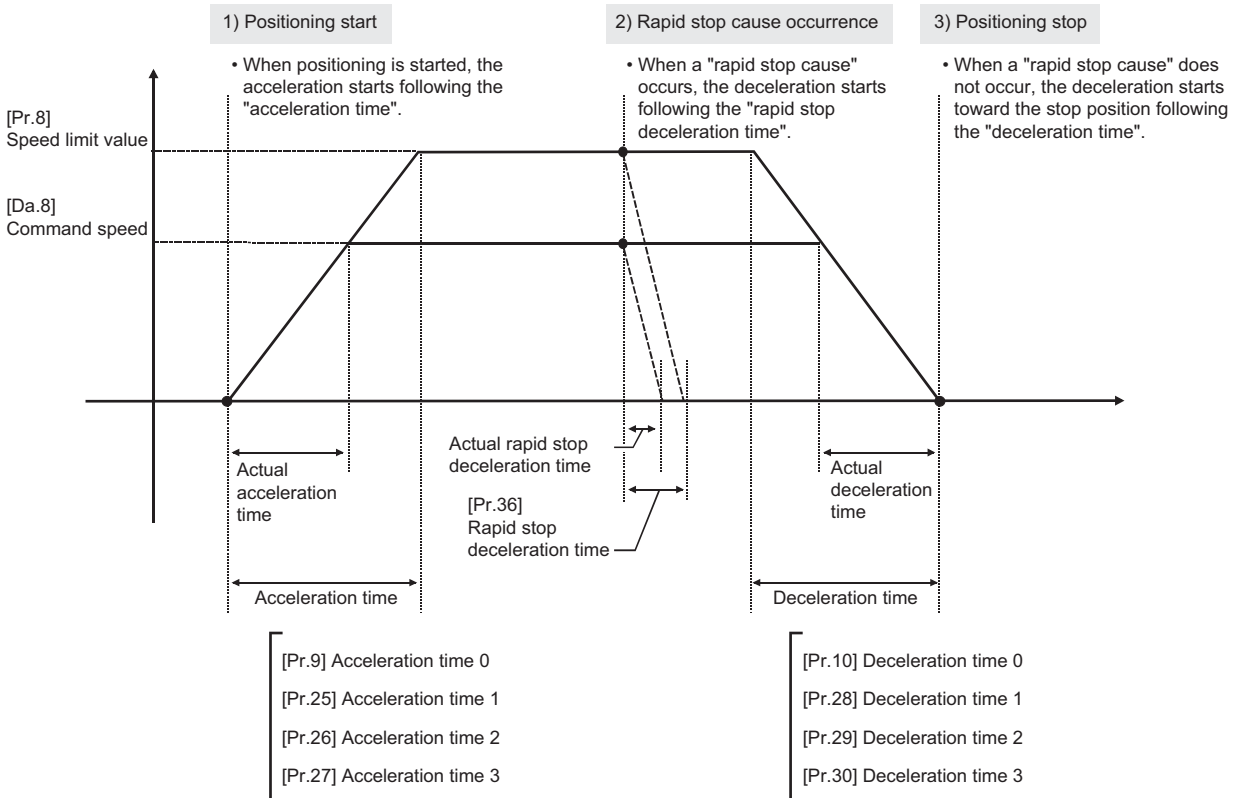 1) Positioning start
• When positioning is started, the
acceleration starts following the
"acceleration time".
2) Rapid stop cause occurrence
• When a "rapid stop cause"
occurs, the deceleration starts
following the "rapid stop
deceleration time".
3) Positioning stop
• When a "rapid stop cause" does
not occur, the deceleration starts
toward the stop position following
the "deceleration time".
[Pr.8]
Speed limit value
[Da.8]
Command speed
Actual
acceleration
time
Actual rapid stop
deceleration time
[Pr.36]
Rapid stop
deceleration time
Actual
deceleration
time
Acceleration time
Deceleration time
[Pr.9] Acceleration time 0
[Pr.25] Acceleration time 1
[Pr.26] Acceleration time 2
[Pr.27] Acceleration time 3
[Pr.10] Deceleration time 0
[Pr.28] Deceleration time 1
[Pr.29] Deceleration time 2
[Pr.30] Deceleration time 3